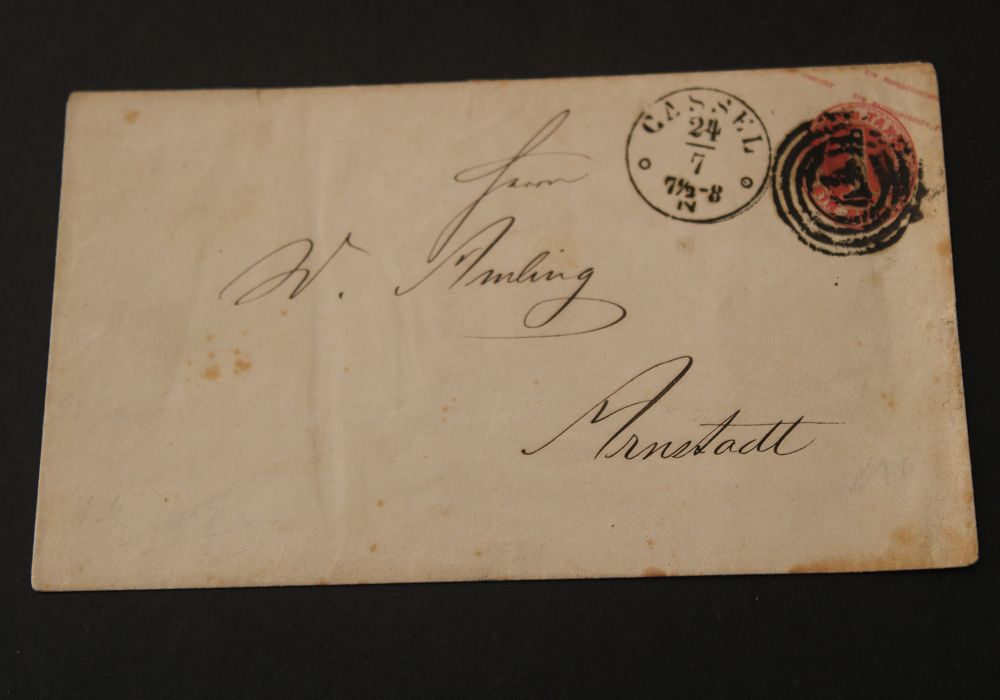 CASSEL
24
7
7½-8
N
Herrn
W. Amling
Arnstadt